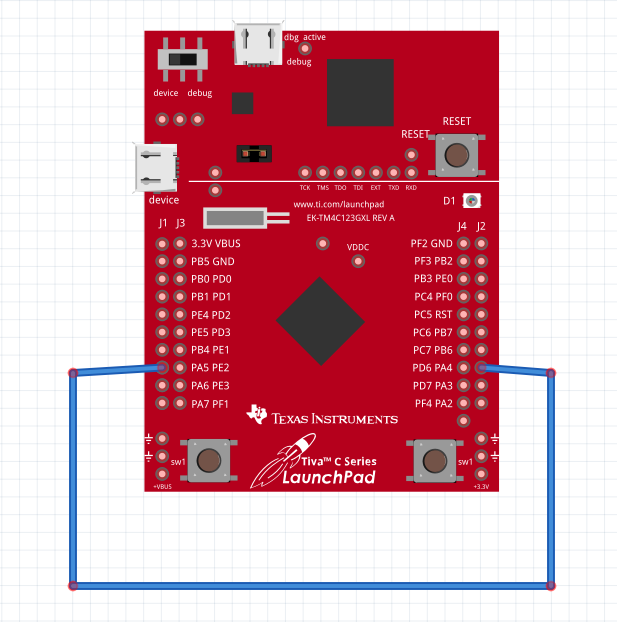 dbg active
debug
device debug
RESET
RESET
TCK TMS TDO TDI EXT TXD RXD
device
www.ti.com/launchpad
D1
EK-TM4C123GXL REV A
J1 J3
J4 J2
3.3V VBUS
VDDC
PF2 GND
PB5 GND
PF3 PB2
PB0 PD0
PB3 PE0
PB1 PD1
PC4 PF0
PE4 PD2
PC5 RST
PE5 PD3
PC6 PB7
PB4 PE1
PC7 PB6
PA5 PE2
PD6 PA4
PA6 PE3
PD7 PA3
PA7 PF1
PF4 PA2
TEXAS INSTRUMENTS
sw1
Tiva™ C Series
sw1
LaunchPad
+VBUS
+3.3V